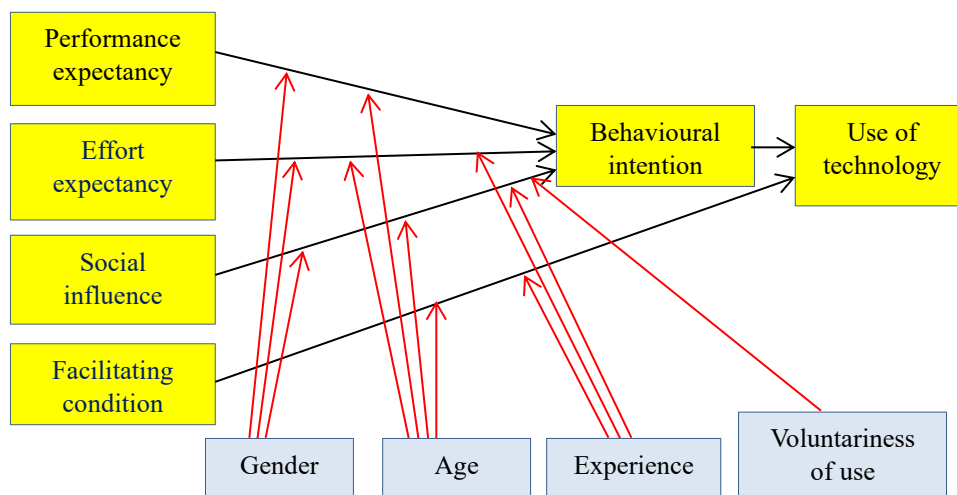 Performance
expectancy
Effort
expectancy
Social
influence
Facilitating
condition
Behavioural
intention
Use of
technology
Gender
Age
Experience
Voluntariness
of use